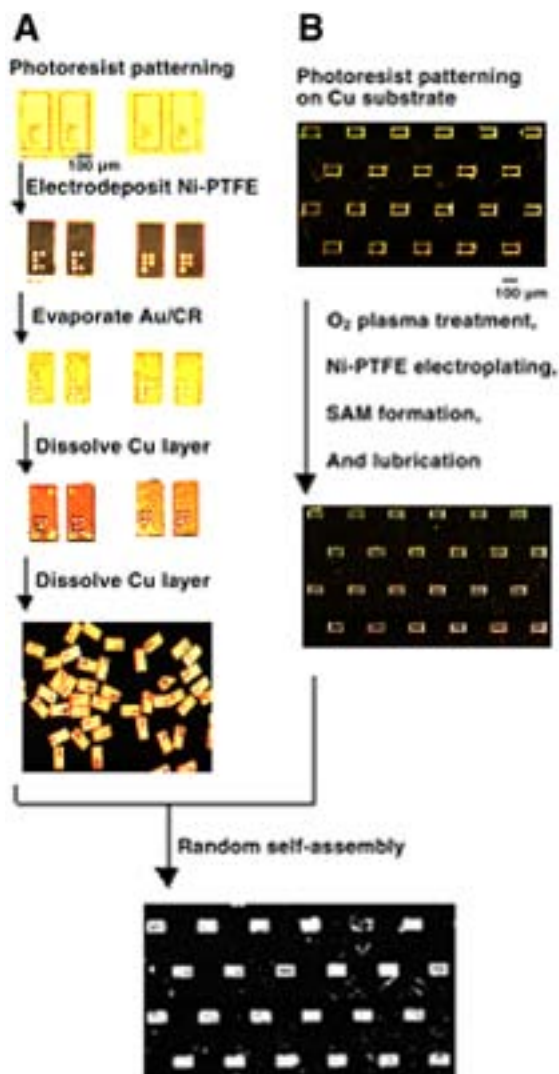 A
Photoresist patterning
100 µm
Electrodeposit Ni-PTFE
Evaporate Au/CR
Dissolve Cu layer
Dissolve Cu layer
B
Photoresist patterning
on Cu substrate
100 µm
O₂ plasma treatment,
Ni-PTFE electroplating,
SAM formation,
And lubrication
Random self-assembly